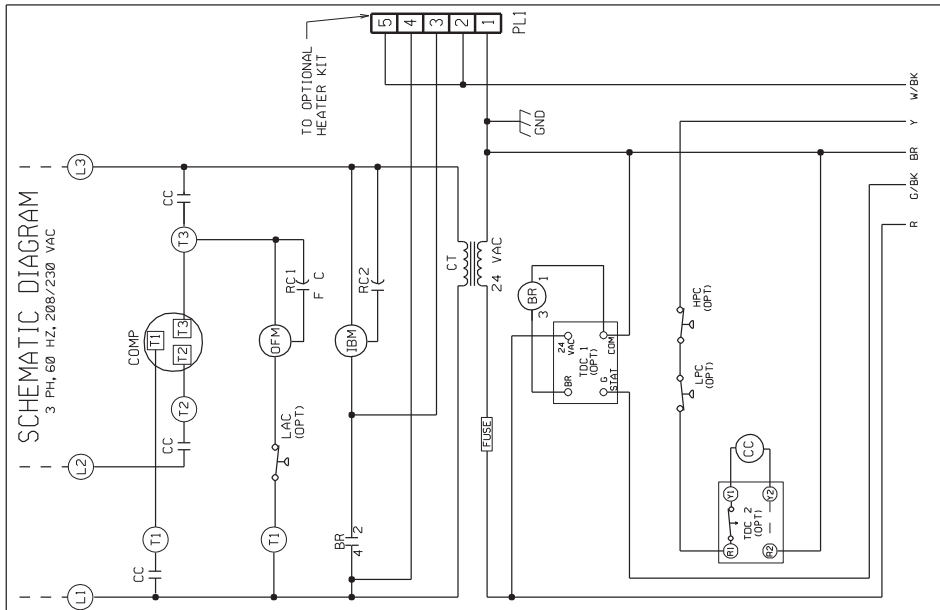 SCHEMATIC DIAGRAM
3 PH, 60 HZ, 208/230 VAC
L1
L2
L3
CC
CC
CC
T1
T2
T3
COMP
T1
T2
T3
T1
LAC
(OPT)
OFM
RC1
F
C
BR
4
2
IBM
RC2
TO OPTIONAL
HEATER KIT
5
4
3
2
1
PL1
CT
24 VAC
FUSE
GND
BR
3
1
24
VAC
BR
TDC 1
(OPT)
COM
G
STAT
HPC
(OPT)
LPC
(OPT)
CC
Y1
Y2
TDC 2
(OPT)
R1
R2
W/BK
Y
BR
G/BK
R